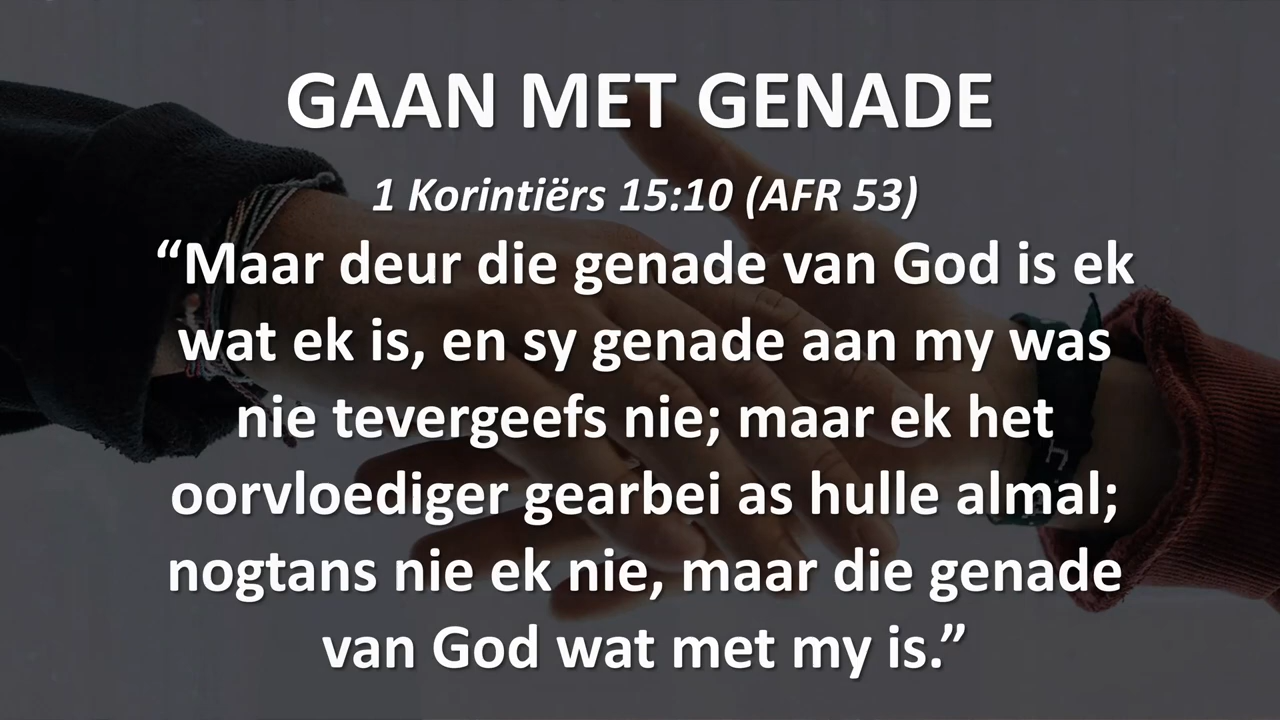 GAAN MET GENADE
1 Korintiërs 15:10 (AFR 53)
“Maar deur die genade van God is ek
wat ek is, en sy genade aan my was
nie tevergeefs nie; maar ek het
oorvloediger gearbei as hulle almal;
nogtans nie ek nie, maar die genade
van God wat met my is.”